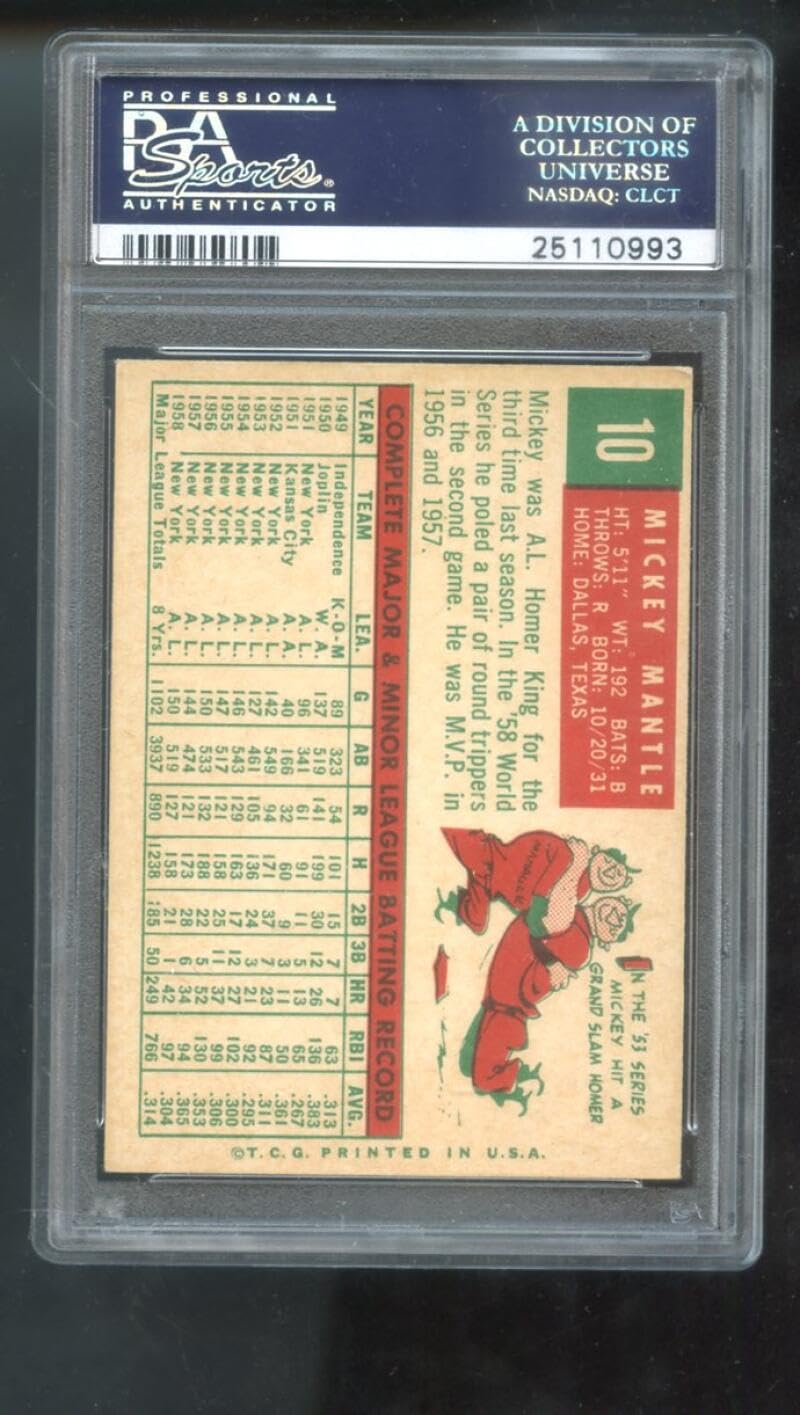 PROFESSIONAL
PSA
Sports®
AUTHENTICATOR
A DIVISION OF
COLLECTORS
UNIVERSE
NASDAQ: CLCT
25110993
10
MICKEY MANTLE
HT: 5'11" WT: 192 BATS: B
THROWS: R BORN: 10/20/31
HOME: DALLAS, TEXAS
Mickey was A.L. Homer King for the
third time last season. In the '58 World
Series he poled a pair of round trippers
in the second game. He was M.V.P. in
1956 and 1957.
IN THE '53 SERIES
MICKEY HIT A
GRAND SLAM HOMER
COMPLETE MAJOR & MINOR LEAGUE BATTING RECORD
YEAR TEAM LEA. G AB R H 2B 3B HR RBI AVG.
1949 Independence K-O-M 89 323 54 101 15 7 7 63 .313
1950 Joplin W. A. 137 519 141 199 30 12 26 136 .383
1951 New York A. L. 96 341 61 91 11 5 13 65 .267
1951 Kansas City A. A. 40 166 32 60 9 3 11 50 .361
1952 New York A. L. 142 549 94 171 37 7 23 87 .311
1953 New York A. L. 127 461 105 136 24 3 21 92 .295
1954 New York A. L. 146 543 129 163 17 12 27 102 .300
1955 New York A. L. 147 517 121 158 25 11 37 99 .306
1956 New York A. L. 150 533 132 188 22 5 52 130 .353
1957 New York A. L. 144 474 121 173 28 6 34 94 .365
1958 New York A. L. 150 519 127 158 21 1 42 97 .304
Major League Totals 8 Yrs. 1102 3937 890 1238 185 50 249 766 .314
©T.C.G. PRINTED IN U.S.A.